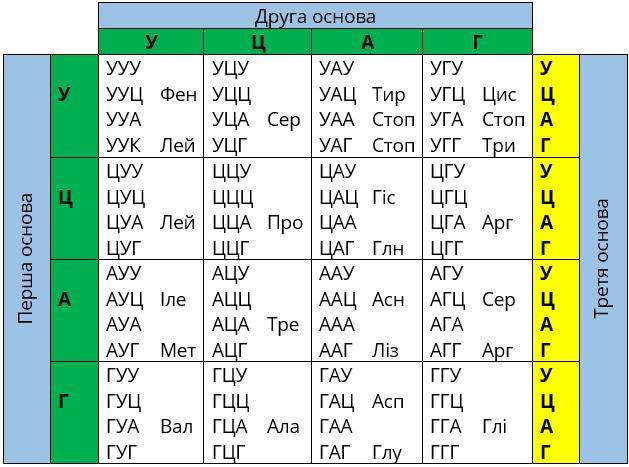 Друга основа
У Ц А Г
УУУ УЦУ УАУ УГУ У
У УУЦ Фен УЦЦ УАЦ Тир УГЦ Цис Ц
УУА УЦА Сер УАА Стоп УГА Стоп А
УУК Лей УЦГ УАГ Стоп УГГ Три Г
ЦУУ ЦЦУ ЦАУ ЦГУ У
Ц ЦУЦ ЦЦЦ ЦАЦ Гіс ЦГЦ Ц
ЦУА Лей ЦЦА Про ЦАА ЦГА Арг А
ЦУГ ЦЦГ ЦАГ Глн ЦГГ Г
Перша основа
Третя основа
АУУ АЦУ ААУ АГУ У
А АУЦ Іле АЦЦ ААЦ Асн АГЦ Сер Ц
АУА АЦА Тре ААА АГА А
АУГ Мет АЦГ ААГ Ліз АГГ Арг Г
ГУУ ГЦУ ГАУ ГГУ У
Г ГУЦ ГЦЦ ГАЦ Асп ГГЦ Ц
ГУА Вал ГЦА Ала ГАА ГГА Глі А
ГУГ ГЦГ ГАГ Глу ГГГ Г